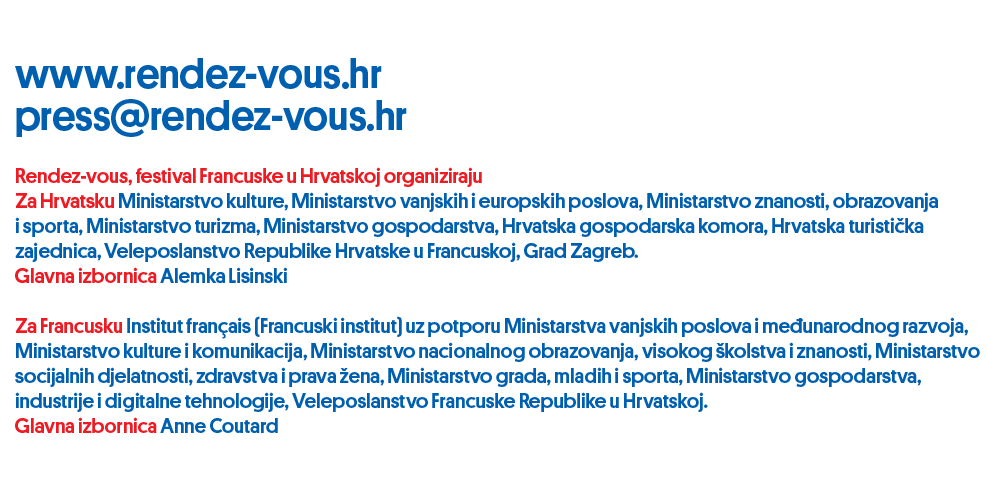 www.rendez-vous.hr
press@rendez-vous.hr
Rendez-vous, festival Francuske u Hrvatskoj organiziraju
Za Hrvatsku Ministarstvo kulture, Ministarstvo vanjskih i europskih poslova, Ministarstvo znanosti, obrazovanja
i sporta, Ministarstvo turizma, Ministarstvo gospodarstva, Hrvatska gospodarska komora, Hrvatska turistička
zajednica, Veleposlanstvo Republike Hrvatske u Francuskoj, Grad Zagreb.
Glavna izbornica Alemka Lisinski
Za Francusku Institut français (Francuski institut) uz potporu Ministarstva vanjskih poslova i međunarodnog razvoja,
Ministarstvo kulture i komunikacija, Ministarstvo nacionalnog obrazovanja, visokog školstva i znanosti, Ministarstvo
socijalnih djelatnosti, zdravstva i prava žena, Ministarstvo grada, mladih i sporta, Ministarstvo gospodarstva,
industrije i digitalne tehnologije, Veleposlanstvo Francuske Republike u Hrvatskoj.
Glavna izbornica Anne Coutard